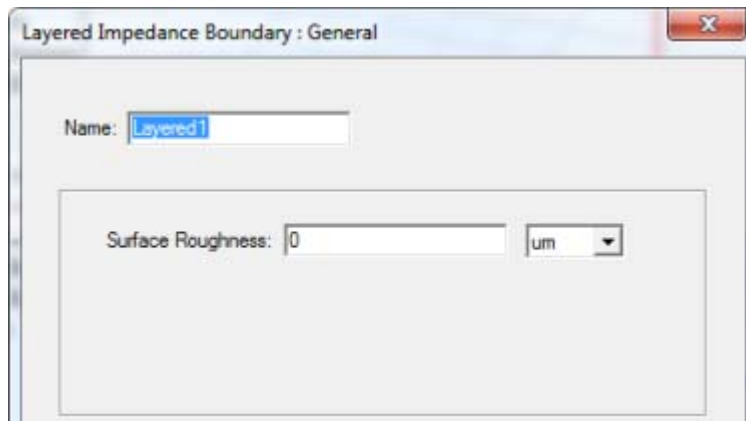 Layered Impedance Boundary : General
Name: Layered1
Surface Roughness: 0 um